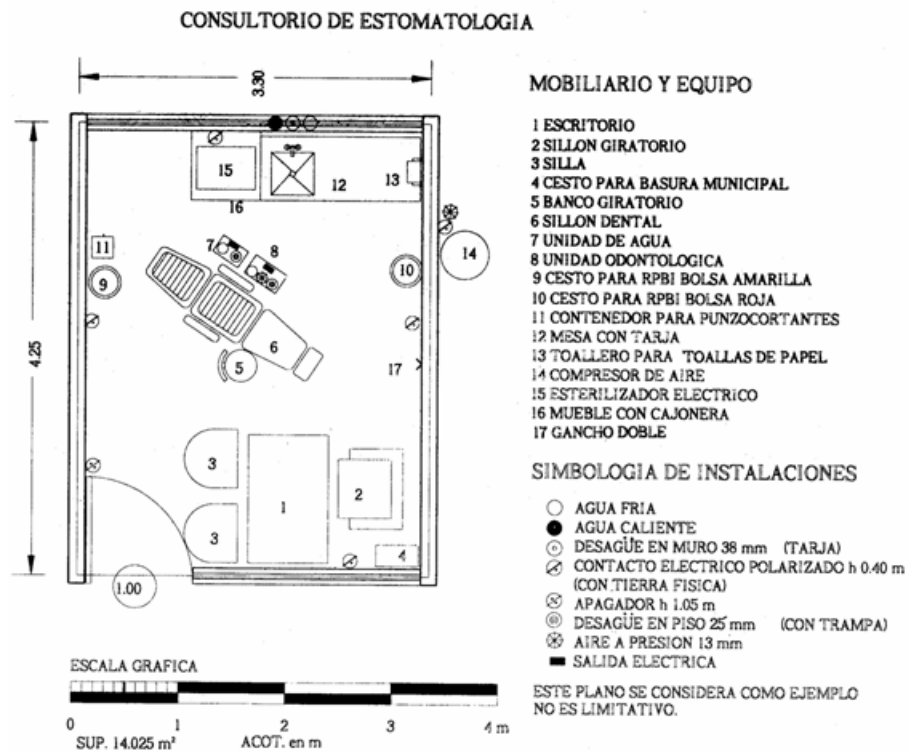 CONSULTORIO DE ESTOMATOLOGIA
3.30
4.25
15
12
13
16
11
7
8
14
9
10
6
5
17
3
1
2
3
4
1.00
MOBILIARIO Y EQUIPO
1 ESCRITORIO
2 SILLON GIRATORIO
3 SILLA
4 CESTO PARA BASURA MUNICIPAL
5 BANCO GIRATORIO
6 SILLON DENTAL
7 UNIDAD DE AGUA
8 UNIDAD ODONTOLOGICA
9 CESTO PARA RPBI BOLSA AMARILLA
10 CESTO PARA RPBI BOLSA ROJA
11 CONTENEDOR PARA PUNZOCORTANTES
12 MESA CON TARJA
13 TOALLERO PARA TOALLAS DE PAPEL
14 COMPRESOR DE AIRE
15 ESTERILIZADOR ELECTRICO
16 MUEBLE CON CAJONERA
17 GANCHO DOBLE
SIMBOLOGIA DE INSTALACIONES
AGUA FRIA
AGUA CALIENTE
DESAGÜE EN MURO 38 mm (TARJA)
CONTACTO ELECTRICO POLARIZADO h 0.40 m
(CON TIERRA FISICA)
APAGADOR h 1.05 m
DESAGÜE EN PISO 25 mm (CON TRAMPA)
AIRE A PRESION 13 mm
SALIDA ELECTRICA
ESTE PLANO SE CONSIDERA COMO EJEMPLO
NO ES LIMITATIVO.
ESCALA GRAFICA
0 1 2 3 4 m
SUP. 14.025 m² ACOT. en m